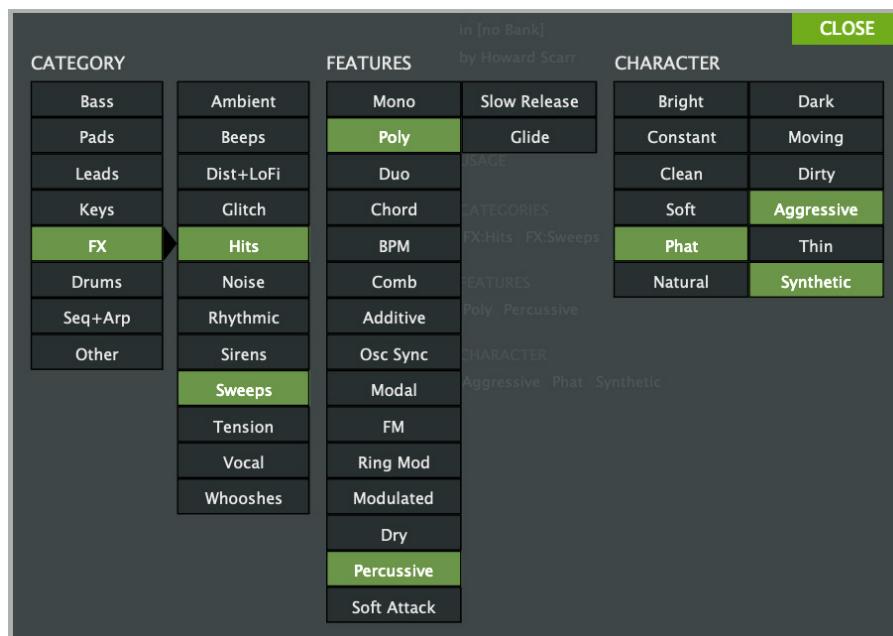 in [no Bank]
CLOSE
by Howard Scarr
CATEGORY
FEATURES
CHARACTER
Bass
Pads
Leads
Keys
FX
Drums
Seq+Arp
Other
Ambient
Beeps
Dist+LoFi
Glitch
Hits
Noise
Rhythmic
Sirens
Sweeps
Tension
Vocal
Whooshes
Mono
Poly
Duo
Chord
BPM
Comb
Additive
Osc Sync
Modal
FM
Ring Mod
Modulated
Dry
Percussive
Soft Attack
Slow Release
Glide
USAGE
CATEGORIES
FX:Hits FX:Sweeps
FEATURES
Poly Percussive
CHARACTER
Aggressive Phat Synthetic
Bright
Constant
Clean
Soft
Phat
Natural
Dark
Moving
Dirty
Aggressive
Thin
Synthetic